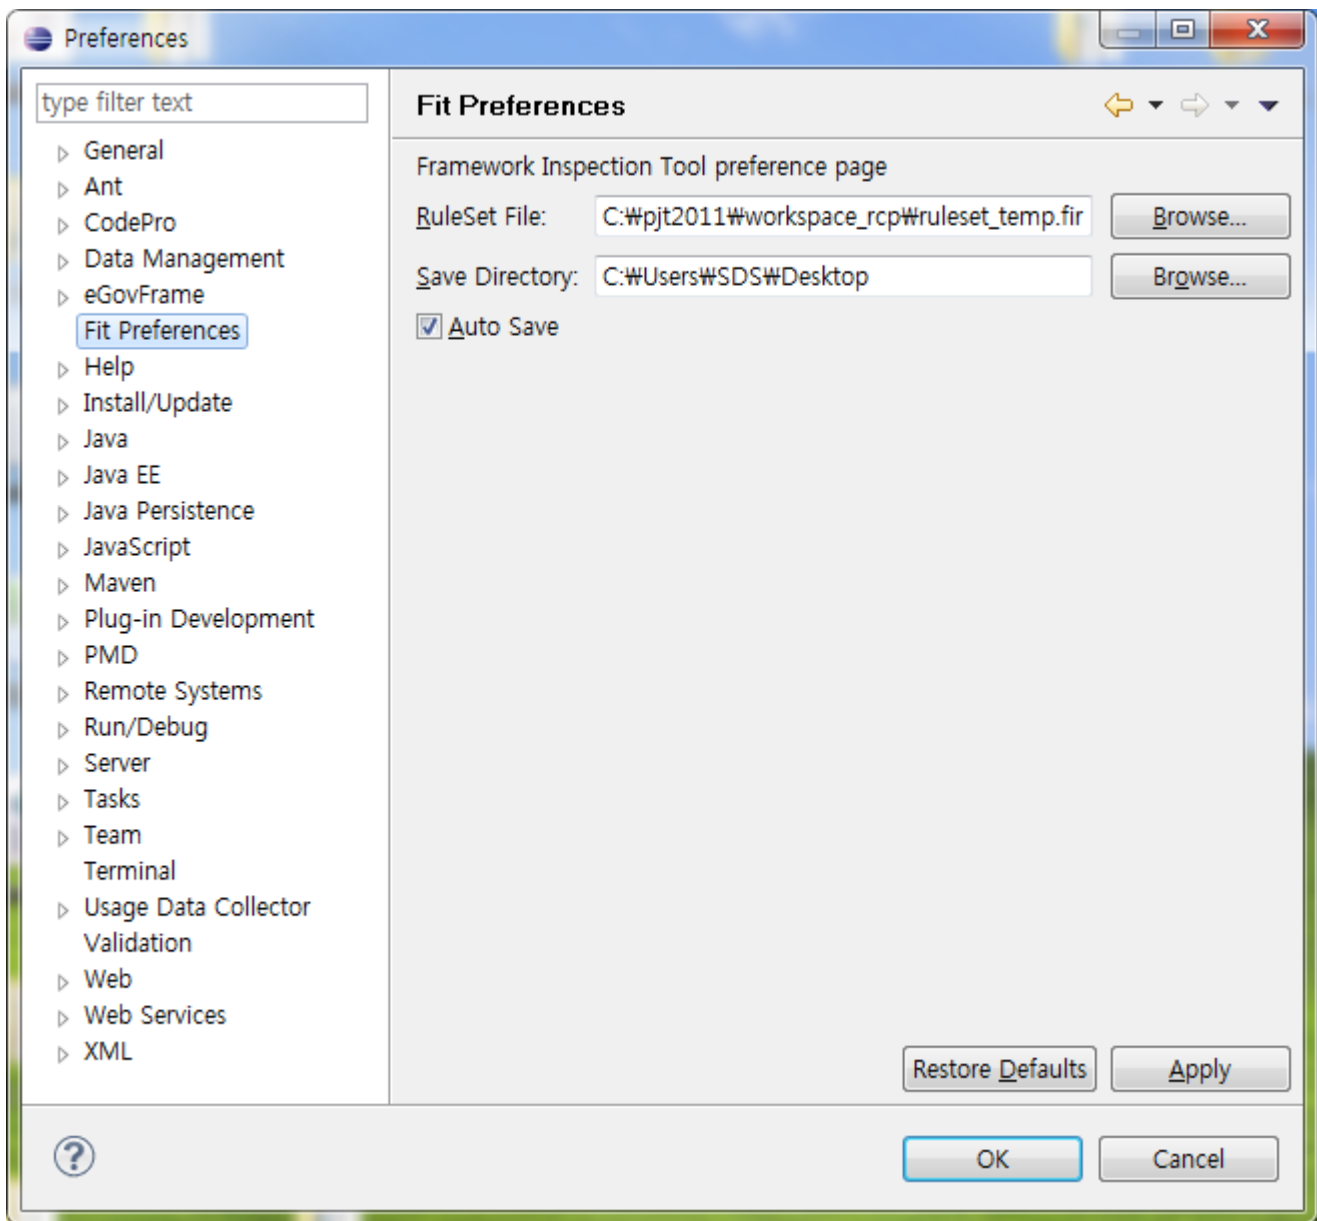 Preferences
type filter text
General
Ant
CodePro
Data Management
eGovFrame
Fit Preferences
Help
Install/Update
Java
Java EE
Java Persistence
JavaScript
Maven
Plug-in Development
PMD
Remote Systems
Run/Debug
Server
Tasks
Team
Terminal
Usage Data Collector
Validation
Web
Web Services
XML
Fit Preferences
Framework Inspection Tool preference page
RuleSet File: C:₩pjt2011₩workspace_rcp₩ruleset_temp.fir Browse...
Save Directory: C:₩Users₩SDS₩Desktop Browse...
Auto Save
Restore Defaults Apply
OK Cancel